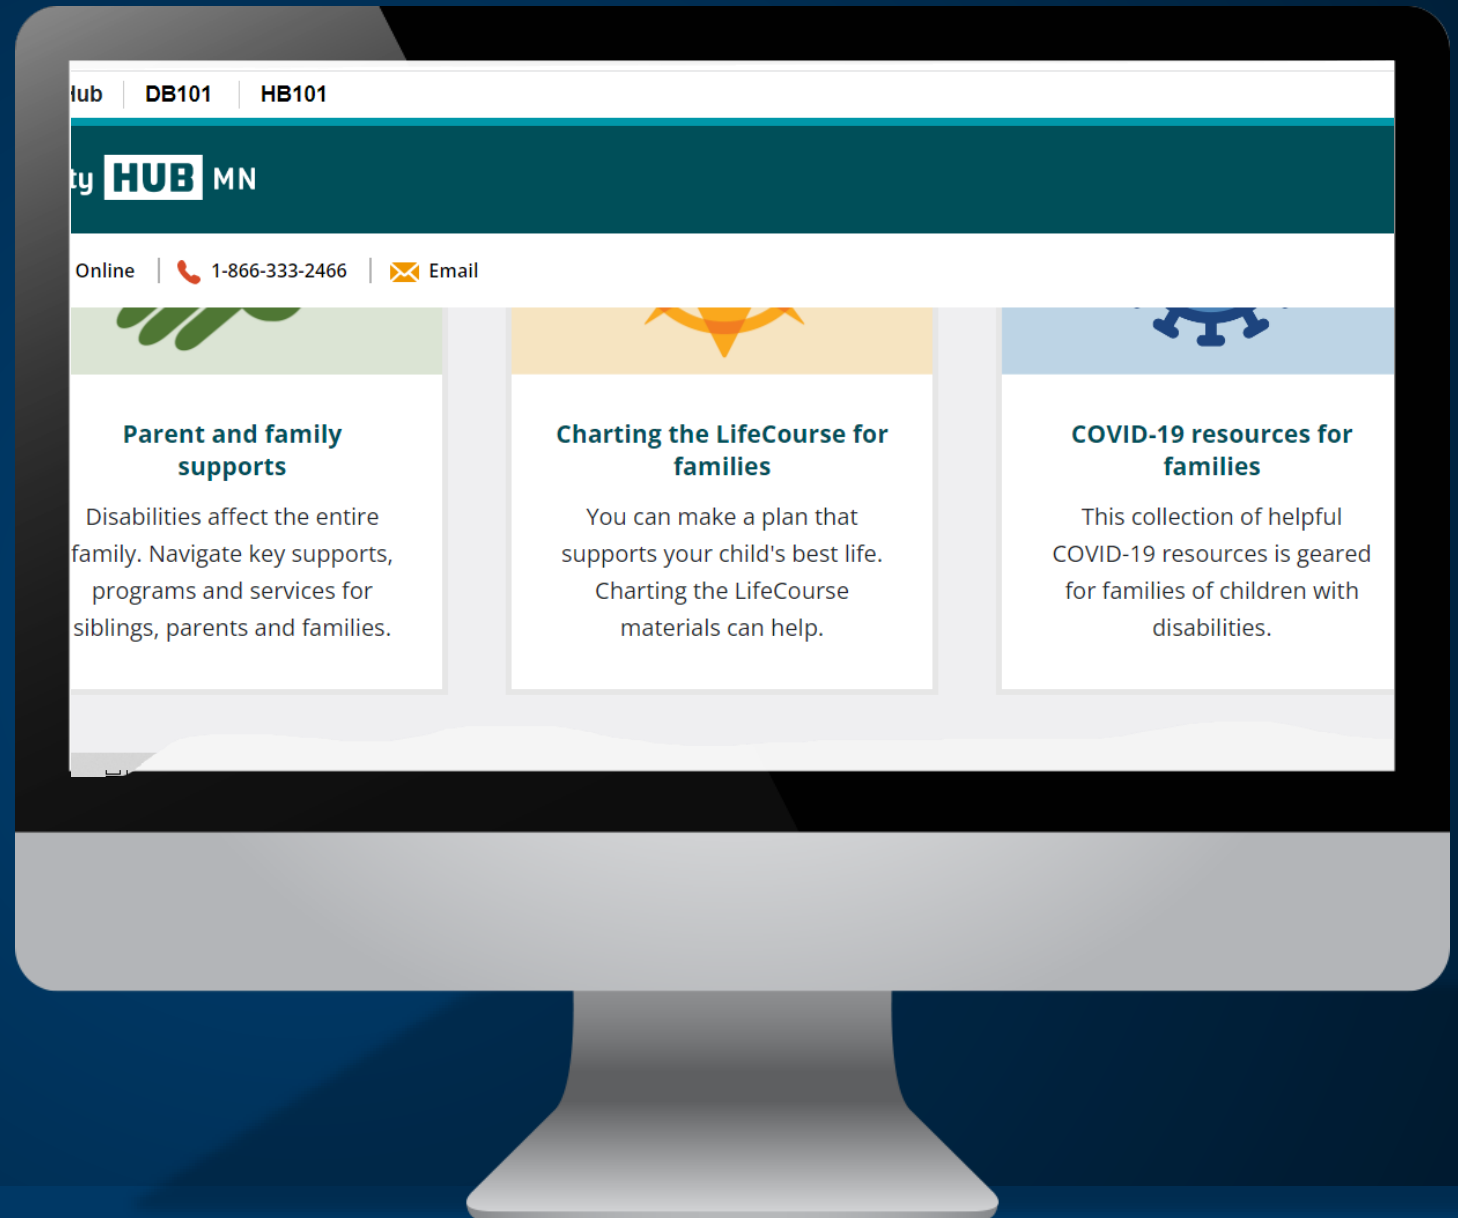 DB101 HB101
HUB MN
Online 1-866-333-2466 Email
Parent and family
supports
Disabilities affect the entire
family. Navigate key supports,
programs and services for
siblings, parents and families.
Charting the LifeCourse for
families
You can make a plan that
supports your child's best life.
Charting the LifeCourse
materials can help.
COVID-19 resources for
families
This collection of helpful
COVID-19 resources is geared
for families of children with
disabilities.